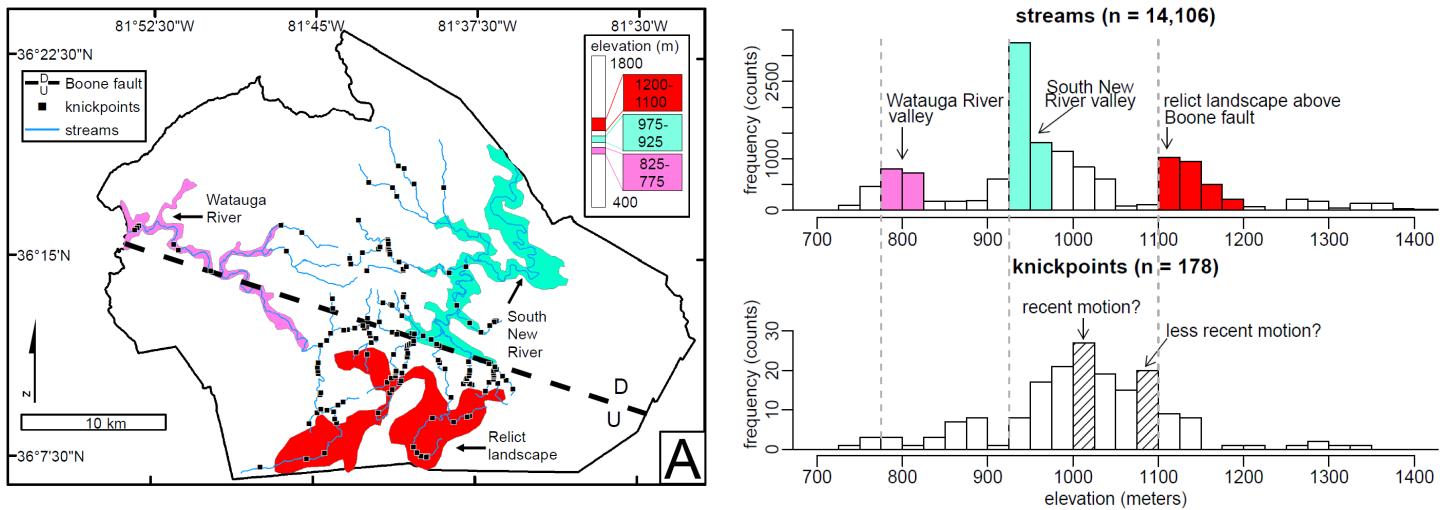 81°52'30"W
81°45'W
81°37'30"W
81°30'W
36°22'30"N
36°15'N
36°7'30"N
D
U
Boone fault
knickpoints
streams
elevation (m)
1800
1200-
1100
975-
925
825-
775
400
Watauga
River
South
New
River
D
U
Relict
landscape
z
10 km
A
streams (n = 14,106)
frequency (counts)
0
1000
2500
Watauga River
valley
South New
River valley
relict landscape above
Boone fault
700
800
900
1000
1100
1200
1300
1400
knickpoints (n = 178)
frequency (counts)
0
10
20
30
recent motion?
less recent motion?
700
800
900
1000
1100
1200
1300
1400
elevation (meters)